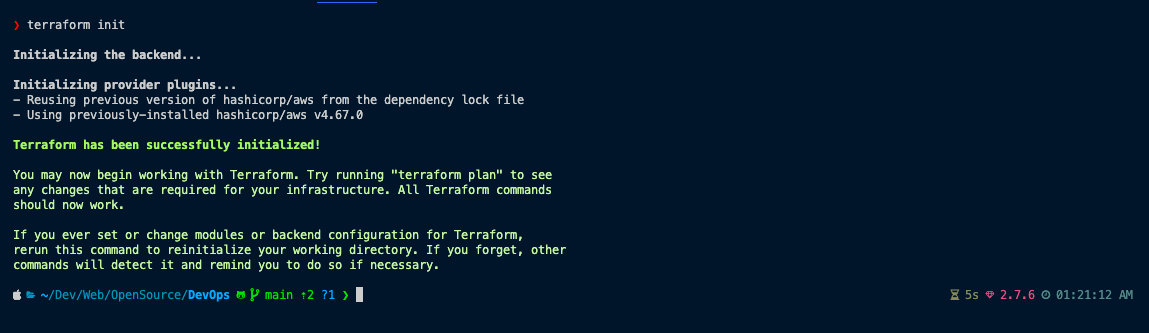 ❯ terraform init
Initializing the backend...
Initializing provider plugins...
- Reusing previous version of hashicorp/aws from the dependency lock file
- Using previously-installed hashicorp/aws v4.67.0
Terraform has been successfully initialized!
You may now begin working with Terraform. Try running "terraform plan" to see
any changes that are required for your infrastructure. All Terraform commands
should now work.
If you ever set or change modules or backend configuration for Terraform,
rerun this command to reinitialize your working directory. If you forget, other
commands will detect it and remind you to do so if necessary.
~/Dev/Web/OpenSource/DevOps main ⇡2 ?1 ❯ 5s 2.7.6 01:21:12 AM